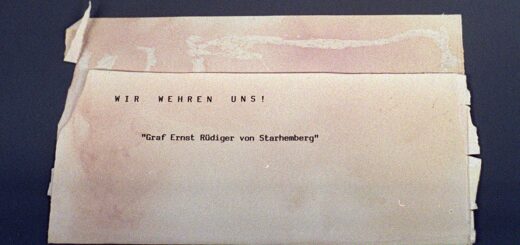 WIR WEHREN UNS!
"Graf Ernst Rüdiger von Starhemberg"